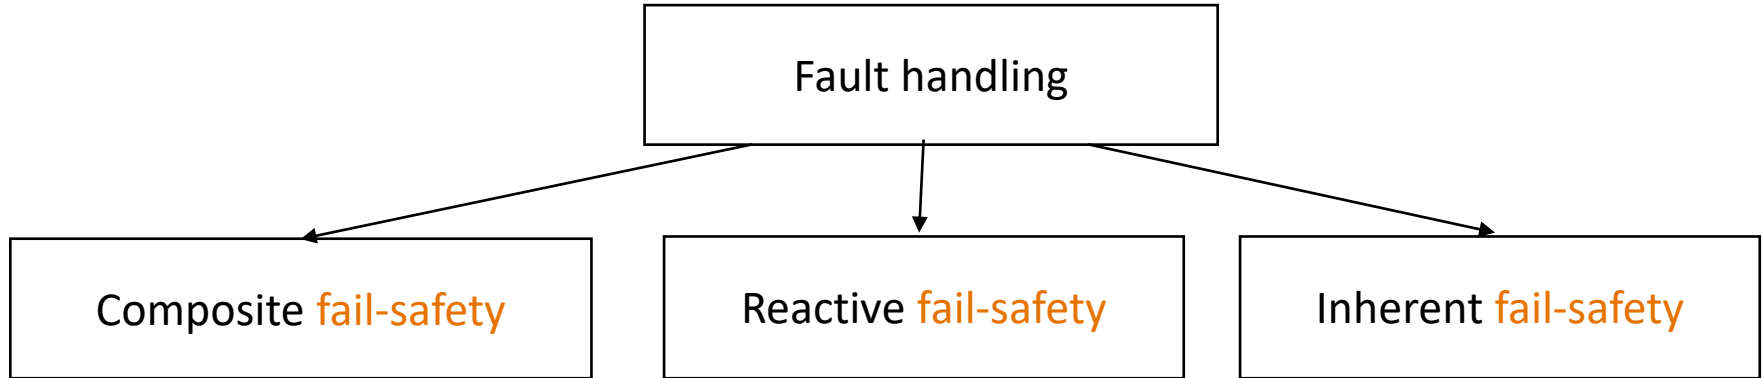 Fault handling
Composite fail-safety
Reactive fail-safety
Inherent fail-safety